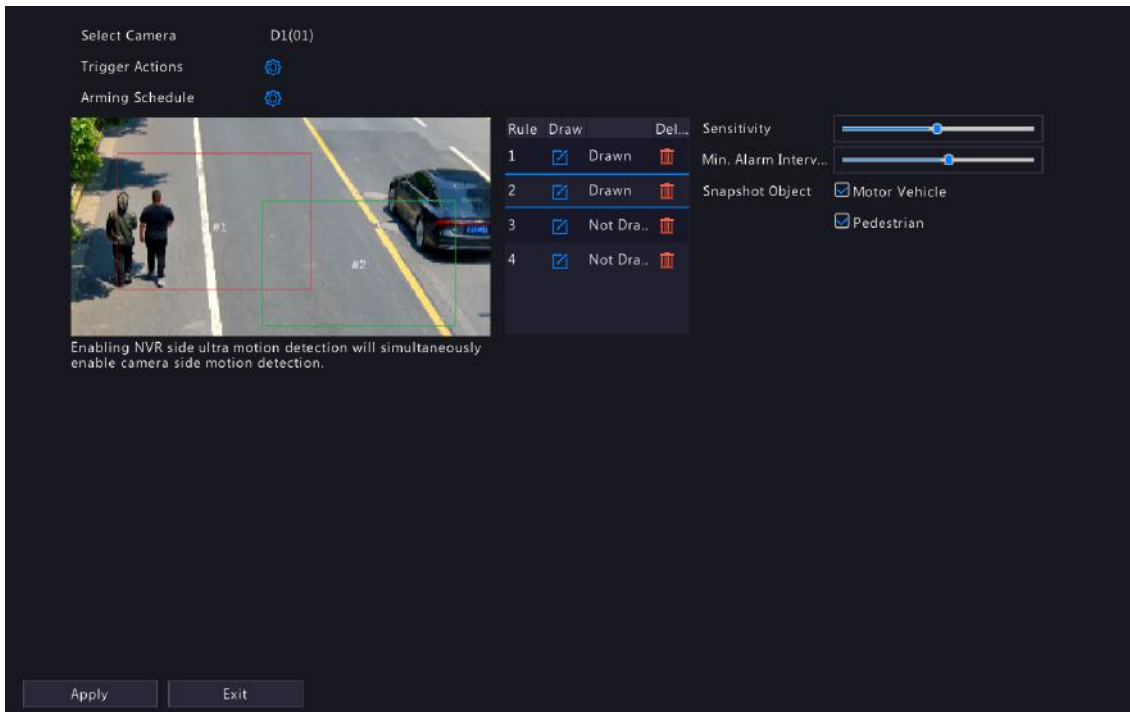 Select Camera D1(01)
Trigger Actions
Arming Schedule
Rule Draw Del...
1 Drawn
2 Drawn
3 Not Dra..
4 Not Dra..
#1
#2
Sensitivity
Min. Alarm Interv...
Snapshot Object Motor Vehicle
Pedestrian
Enabling NVR side ultra motion detection will simultaneously
enable camera side motion detection.
Apply Exit